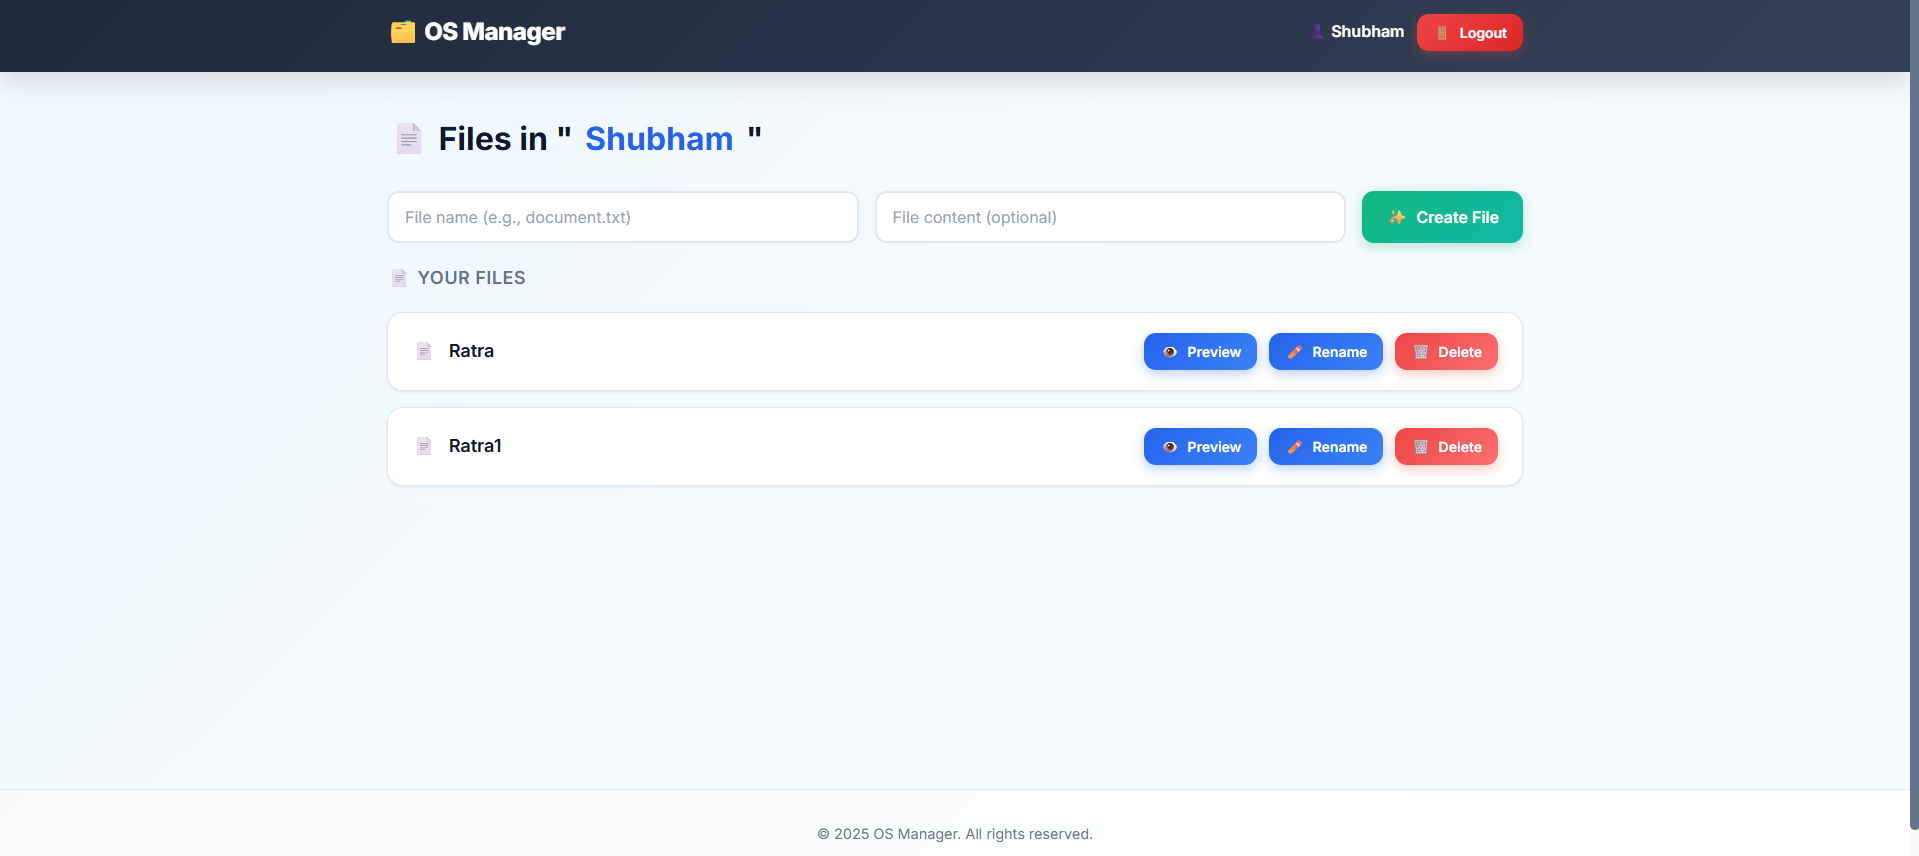 OS Manager
Shubham
Logout
Files in " Shubham "
File name (e.g., document.txt)
File content (optional)
Create File
YOUR FILES
Ratra
Preview
Rename
Delete
Ratra1
Preview
Rename
Delete
© 2025 OS Manager. All rights reserved.